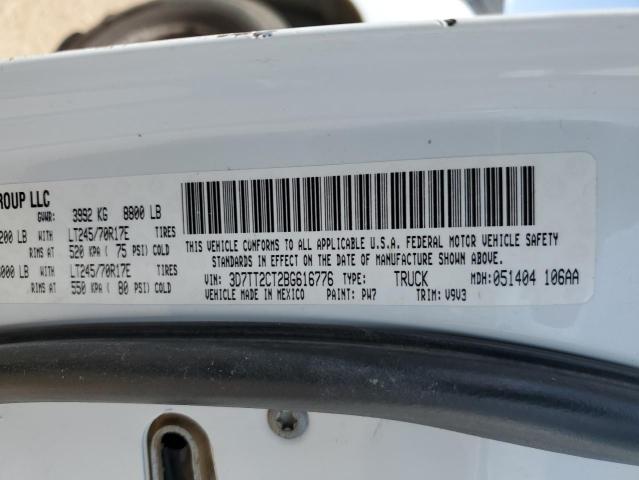 GROUP LLC
GVWR: 3992 KG 8800 LB
200 LB WITH LT245/70R17E TIRES
RIMS AT 520 KPA ( 75 PSI) COLD
000 LB WITH LT245/70R17E TIRES
RIMS AT 550 KPA ( 80 PSI) COLD
THIS VEHICLE CONFORMS TO ALL APPLICABLE U.S.A. FEDERAL MOTOR VEHICLE SAFETY
STANDARDS IN EFFECT ON THE DATE OF MANUFACTURE SHOWN ABOVE.
VIN: 3D7TT2CT2BG616776 TYPE: TRUCK MDH: 051404 106AA
VEHICLE MADE IN MEXICO PAINT: PW7 TRIM: V9V3